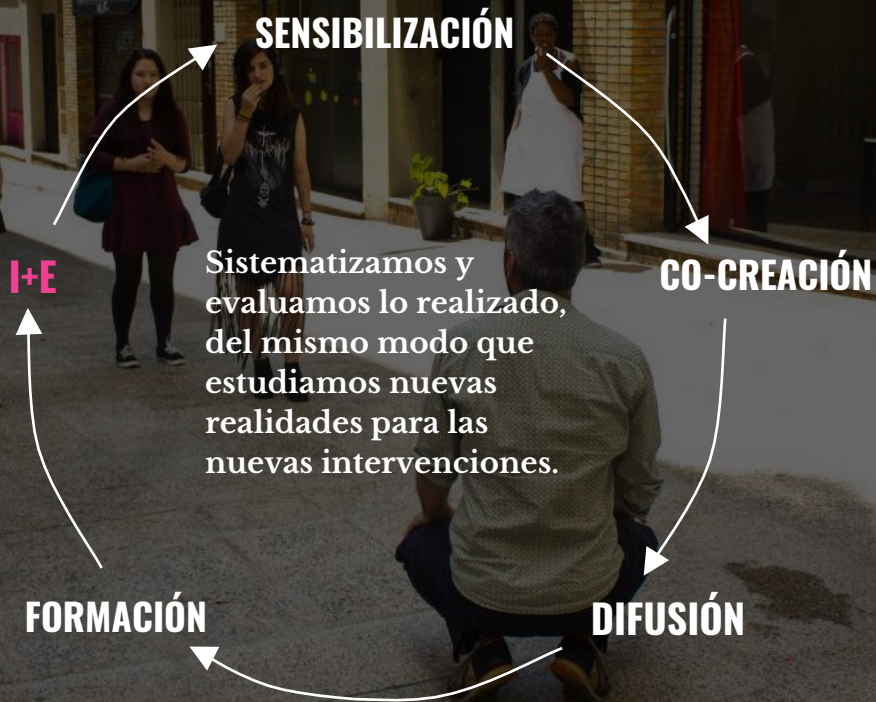 SENSIBILIZACIÓN
I+E
CO-CREACIÓN
Sistematizamos y
evaluamos lo realizado,
del mismo modo que
estudiamos nuevas
realidades para las
nuevas intervenciones.
FORMACIÓN
DIFUSIÓN